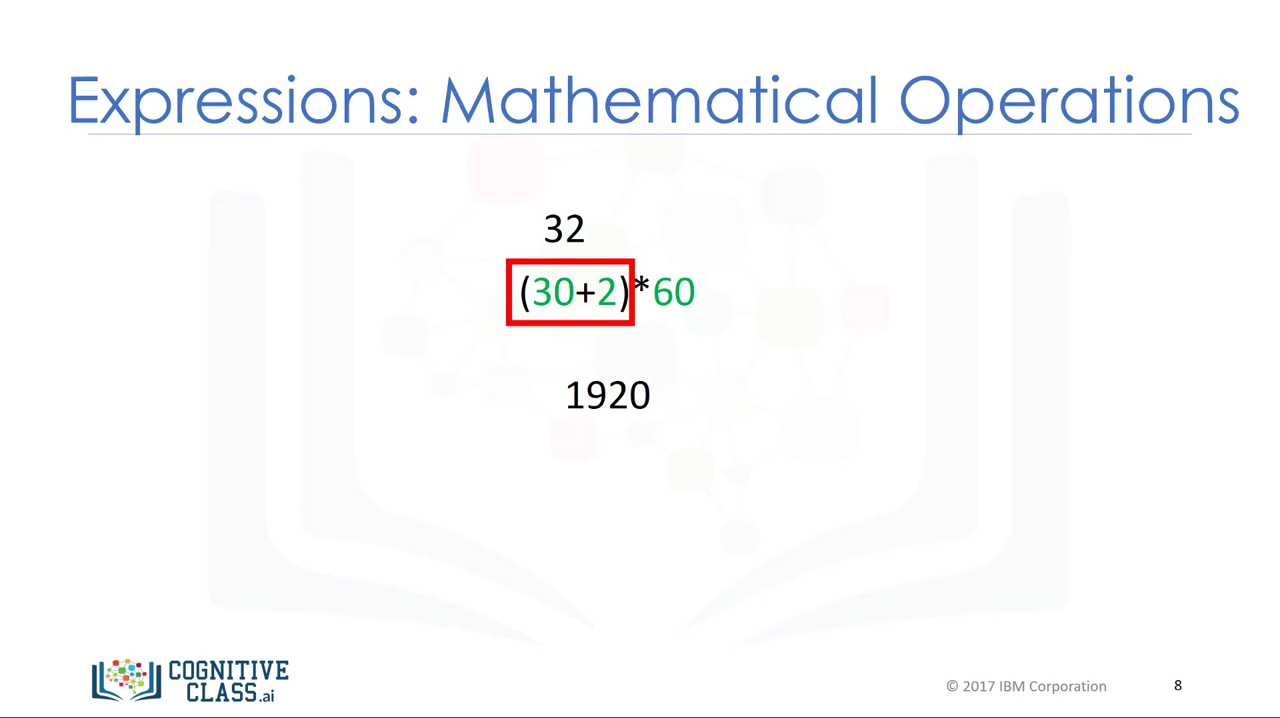 Expressions: Mathematical Operations
32
(30+2)*60
1920
COGNITIVE
CLASS.ai
© 2017 IBM Corporation
8